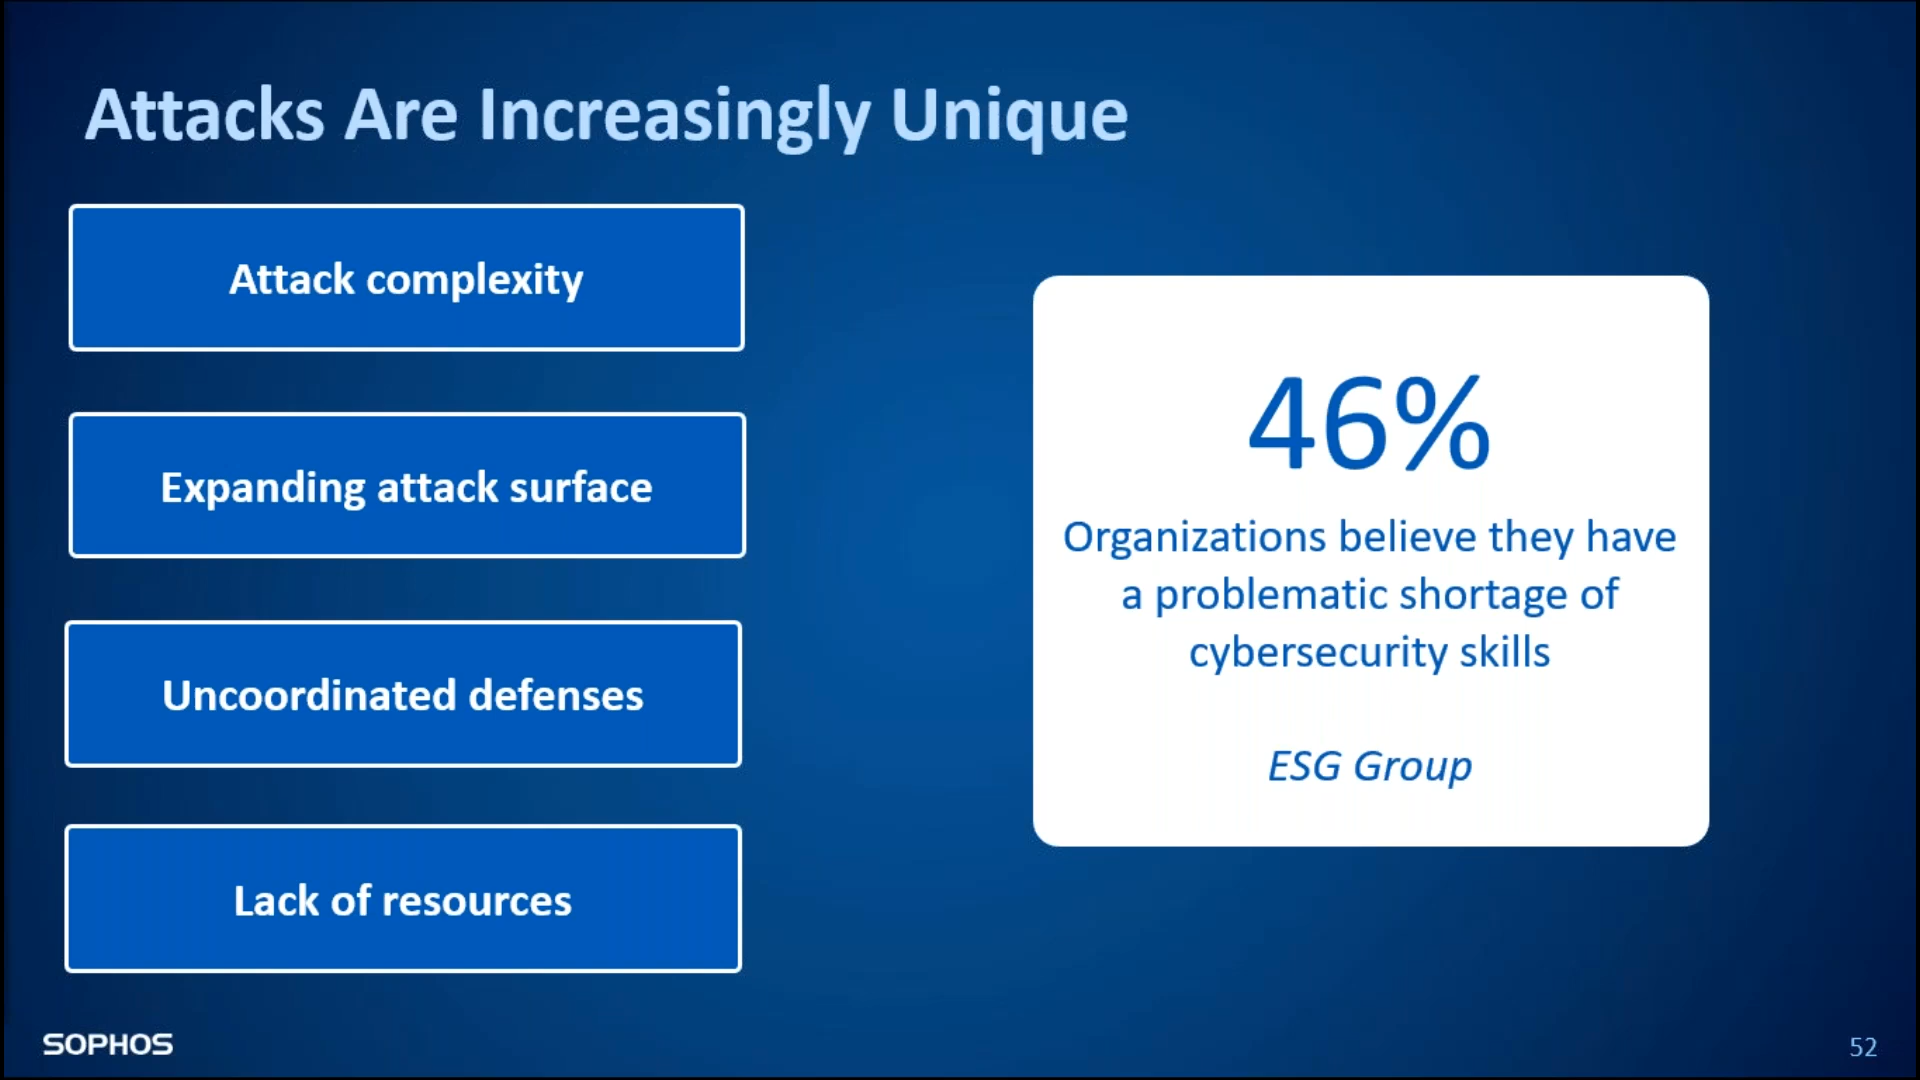 Attacks Are Increasingly Unique
Attack complexity
Expanding attack surface
Uncoordinated defenses
Lack of resources
46%
Organizations believe they have
a problematic shortage of
cybersecurity skills
ESG Group
SOPHOS
52